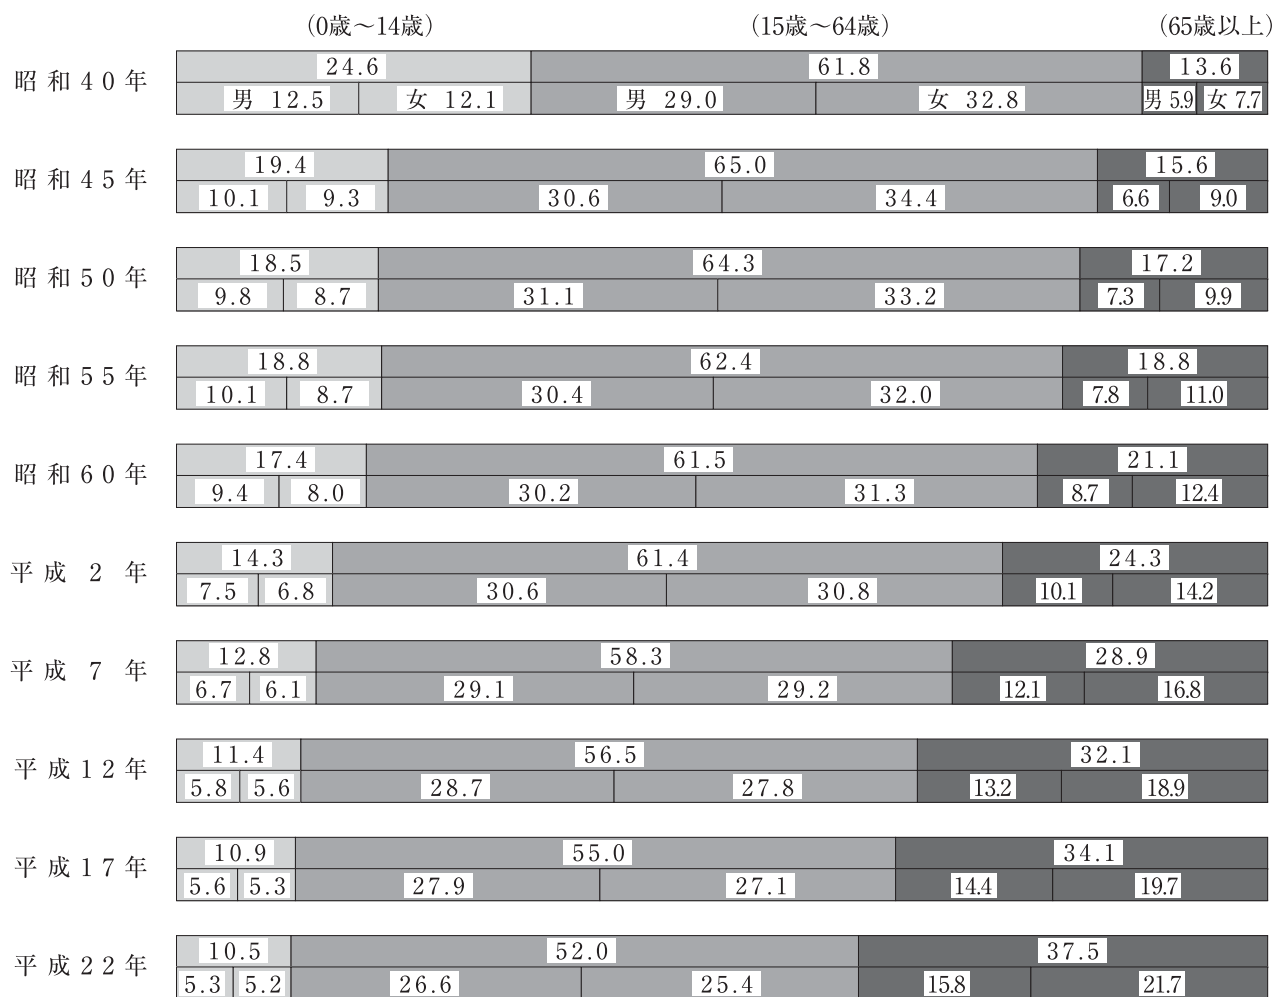 (0歳～14歳) (15歳～64歳) (65歳以上)
24.6 61.8 13.6
昭和40年
男 12.5 女 12.1 男 29.0 女 32.8 男 5.9 女 7.7
19.4 65.0 15.6
昭和45年
10.1 9.3 30.6 34.4 6.6 9.0
18.5 64.3 17.2
昭和50年
9.8 8.7 31.1 33.2 7.3 9.9
18.8 62.4 18.8
昭和55年
10.1 8.7 30.4 32.0 7.8 11.0
17.4 61.5 21.1
昭和60年
9.4 8.0 30.2 31.3 8.7 12.4
14.3 61.4 24.3
平成 2 年
7.5 6.8 30.6 30.8 10.1 14.2
12.8 58.3 28.9
平成 7 年
6.7 6.1 29.1 29.2 12.1 16.8
11.4 56.5 32.1
平成12年
5.8 5.6 28.7 27.8 13.2 18.9
10.9 55.0 34.1
平成17年
5.6 5.3 27.9 27.1 14.4 19.7
10.5 52.0 37.5
平成22年
5.3 5.2 26.6 25.4 15.8 21.7